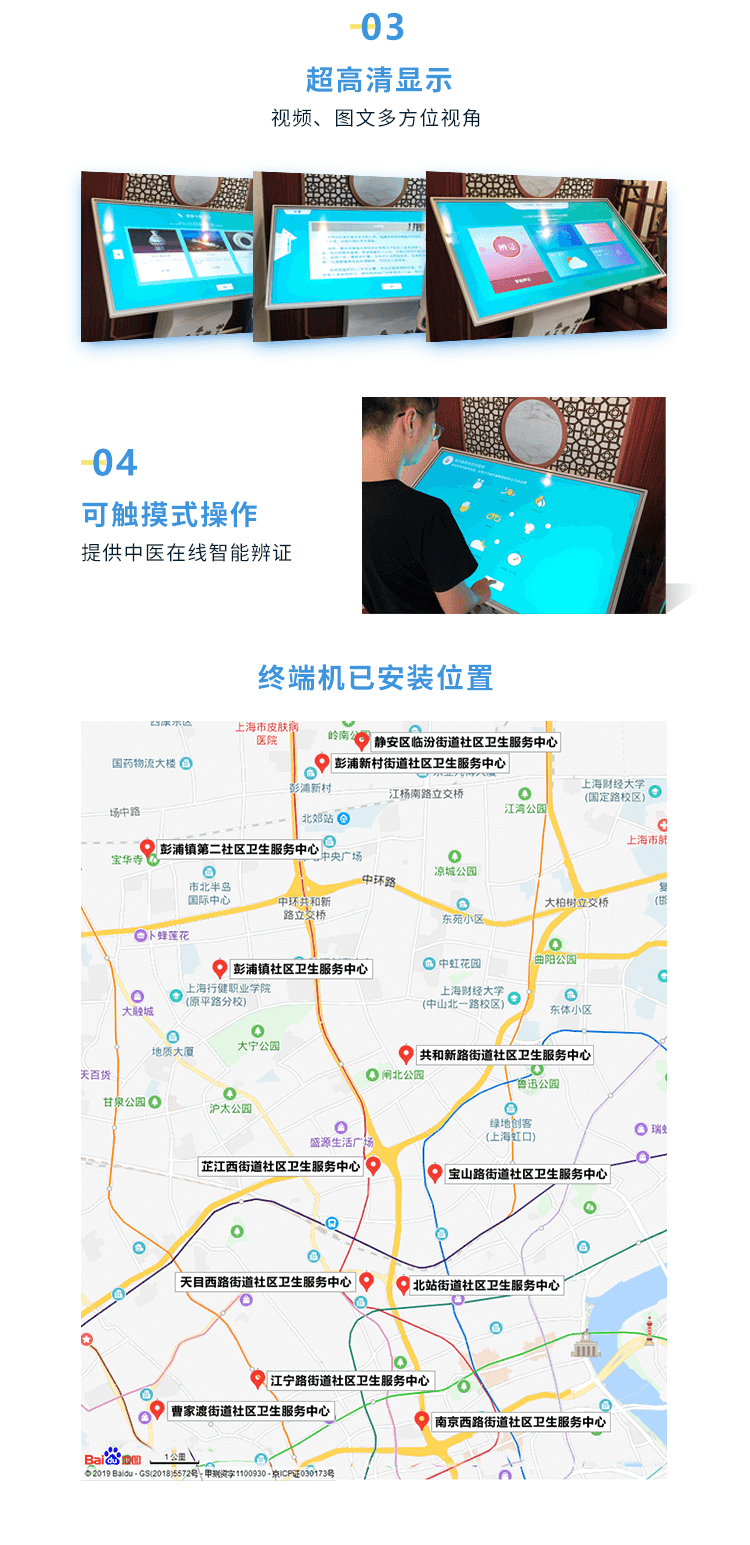 03
超高清显示
视频、图文多方位视角
辨证
04
可触摸式操作
提供中医在线智能辨证
终端机已安装位置
上海市皮肤病
医院
岭南公园
静安区临汾街道社区卫生服务中心
国药物流大楼
彭浦新村街道社区卫生服务中心
彭浦新村
江杨南路立交桥
上海财经大学
(国定路校区)
场中路
北郊站
江湾公园
上海市肺
彭浦镇第二社区卫生服务中心
宝华寺
中央广场
凉城公园
市北半岛
国际中心
中环路
中环共和新
路立交桥
大柏树立交桥
东苑小区
卜蜂莲花
曲阳公园
彭浦镇社区卫生服务中心
中虹花园
上海行健职业学院
(原平路分校)
上海财经大学
(中山北一路校区)
大融城
东体小区
地质大厦
大宁公园
共和新路街道社区卫生服务中心
天百货
闸北公园
鲁迅公园
甘泉公园
沪太公园
绿地创客
(上海虹口)
盛源生活广场
瑞虹
芷江西路街道社区卫生服务中心
宝山路街道社区卫生服务中心
天目西路街道社区卫生服务中心
北站街道社区卫生服务中心
江宁路街道社区卫生服务中心
曹家渡街道社区卫生服务中心
南京西路街道社区卫生服务中心
Bai du 地图
1 公里
© 2019 Baidu - GS(2018)5572号 - 甲测资字1100930 - 京ICP证030173号